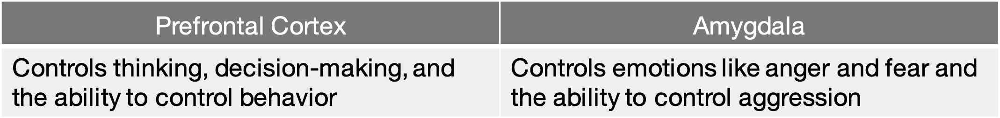 Prefrontal Cortex
Amygdala
Controls thinking, decision-making, and
the ability to control behavior
Controls emotions like anger and fear and
the ability to control aggression